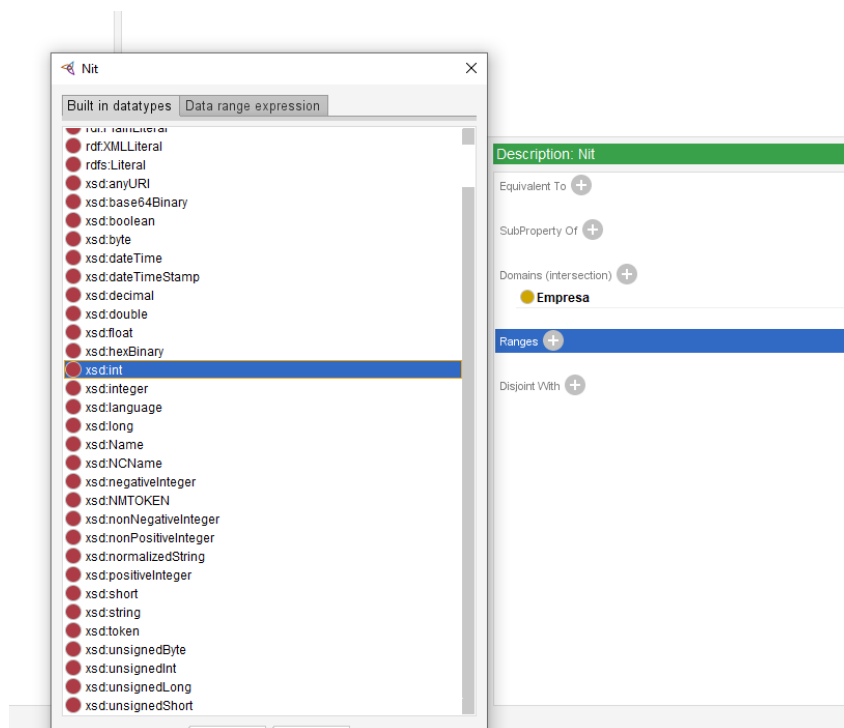 Nit
Built in datatypes
Data range expression
rdf:PlainLiteral
rdf:XMLLiteral
rdfs:Literal
xsd:anyURI
xsd:base64Binary
xsd:boolean
xsd:byte
xsd:dateTime
xsd:dateTimeStamp
xsd:decimal
xsd:double
xsd:float
xsd:hexBinary
xsd:int
xsd:integer
xsd:language
xsd:long
xsd:Name
xsd:NCName
xsd:negativeInteger
xsd:NMTOKEN
xsd:nonNegativeInteger
xsd:nonPositiveInteger
xsd:normalizedString
xsd:positiveInteger
xsd:short
xsd:string
xsd:token
xsd:unsignedByte
xsd:unsignedInt
xsd:unsignedLong
xsd:unsignedShort
Description: Nit
Equivalent To
SubProperty Of
Domains (intersection)
Empresa
Ranges
Disjoint With